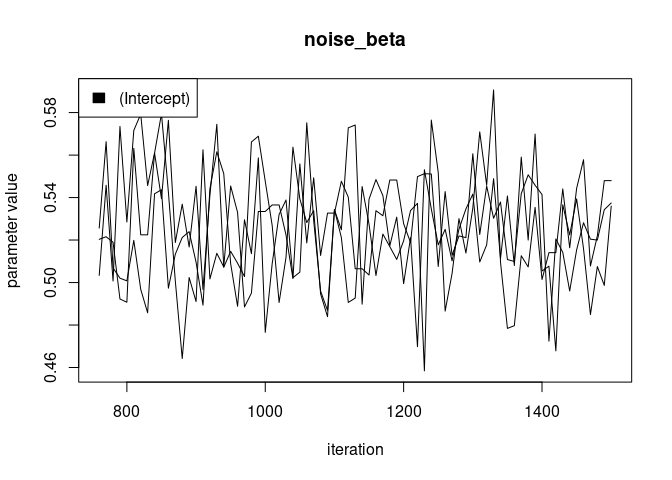 noise_beta
(Intercept)
parameter value
0.58
0.54
0.50
0.46
800 1000 1200 1400
iteration